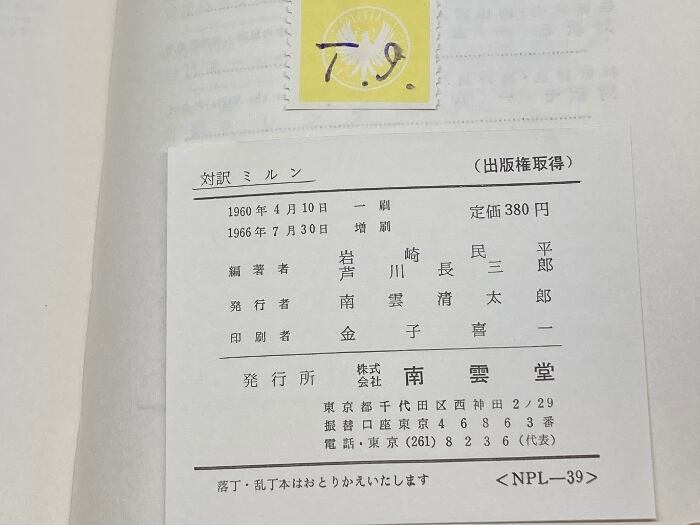 T.g.
対訳 ミルン
(出版権取得)
1960年4月10日 一刷
定価380円
1966年7月30日 増刷
編著者 岩崎民平
芦川長三郎
発行者 南雲清太郎
印刷者 金子喜一
発行所 株式会社 南雲堂
東京都千代田区西神田2ノ29
振替口座東京46863番
電話・東京(261)8236(代表)
落丁・乱丁本はおとりかえいたします
<NPL—39>